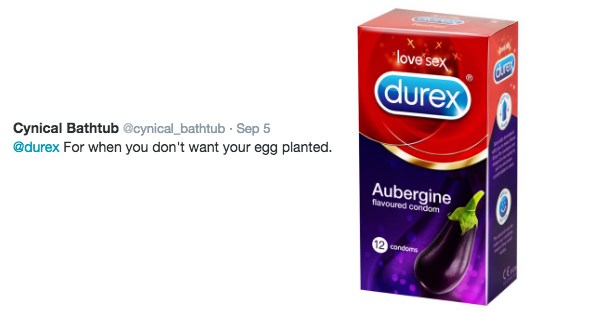 Cynical Bathtub @cynical_bathtub · Sep 5
@durex For when you don't want your egg planted.
love sex
durex®
Aubergine
flavoured condom
12 condoms
durex
CE